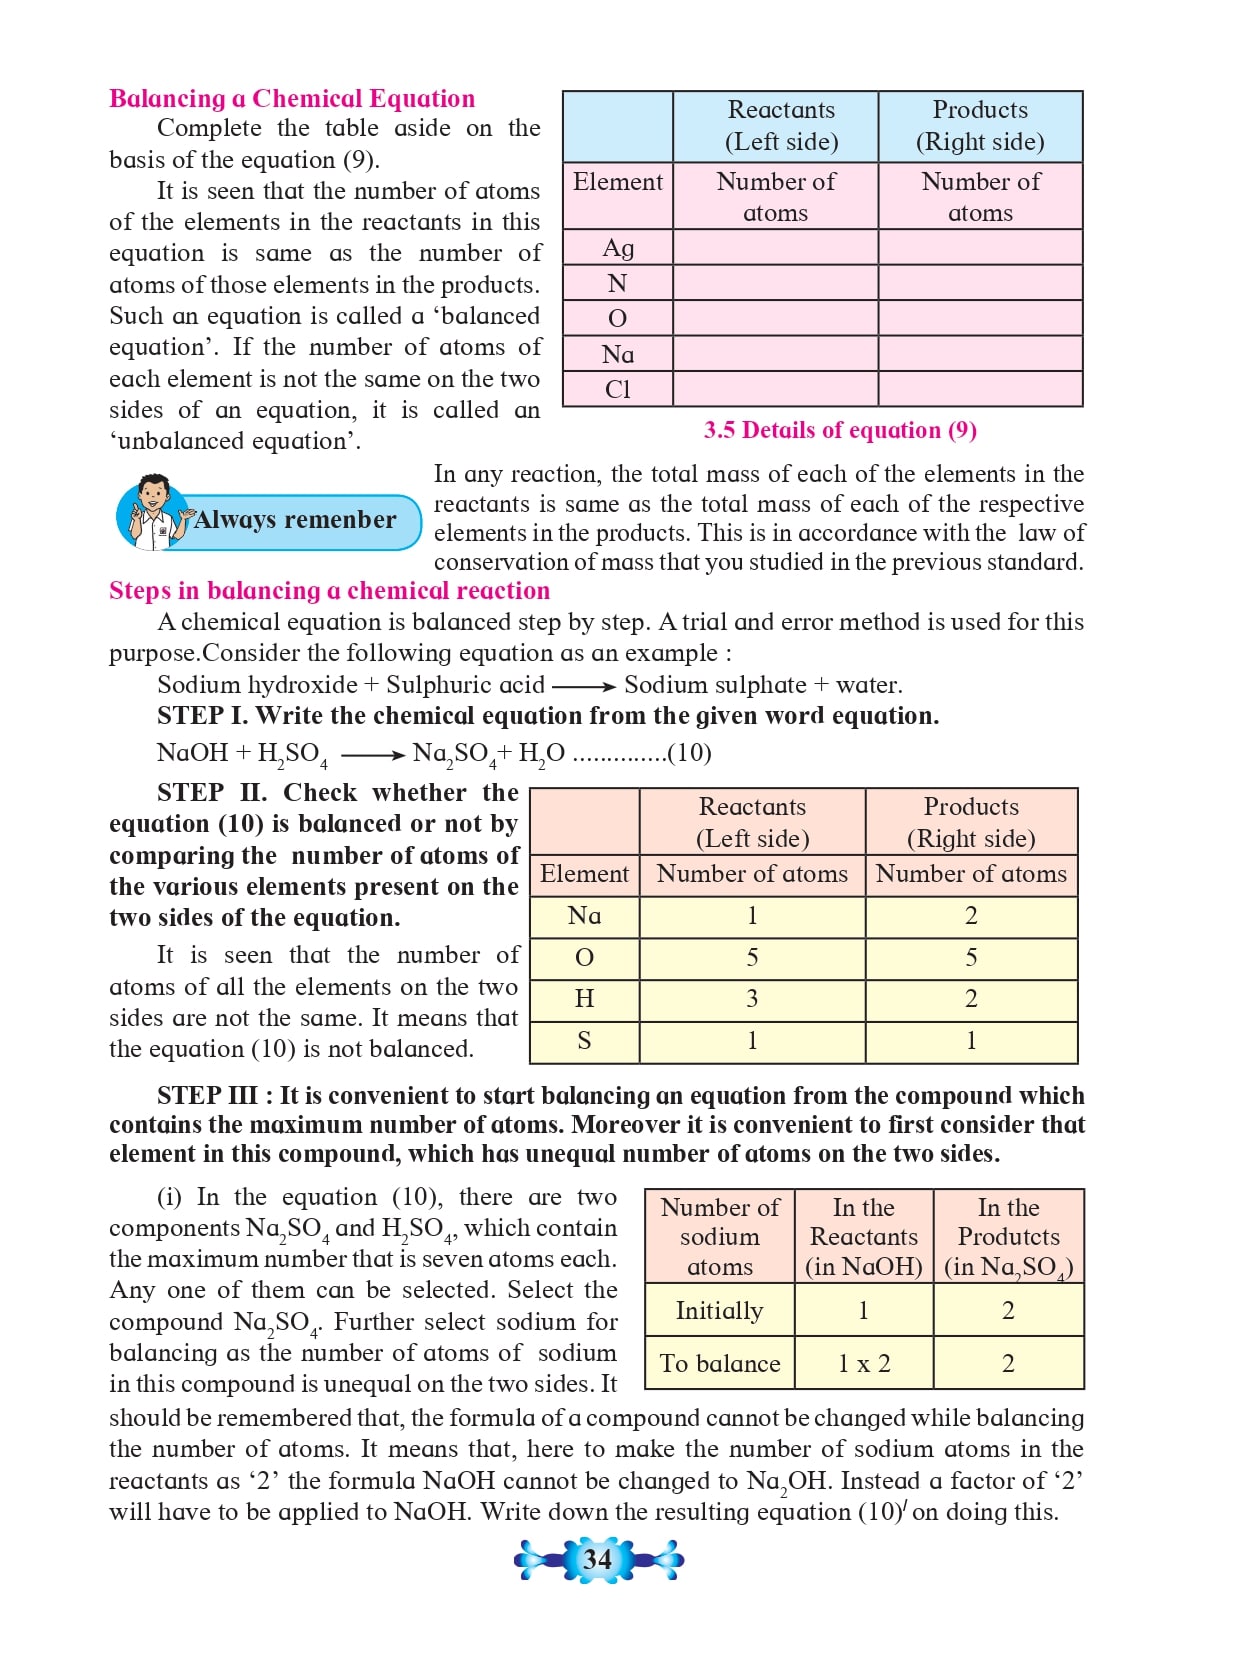 Balancing a Chemical Equation
Complete the table aside on the
basis of the equation (9).
It is seen that the number of atoms
of the elements in the reactants in this
equation is same as the number of
atoms of those elements in the products.
Such an equation is called a ‘balanced
equation’. If the number of atoms of
each element is not the same on the two
sides of an equation, it is called an
‘unbalanced equation’.
Reactants (Left side) Products (Right side)
Element Number of atoms Number of atoms
Ag
N
O
Na
Cl
3.5 Details of equation (9)
Always remenber
In any reaction, the total mass of each of the elements in the
reactants is same as the total mass of each of the respective
elements in the products. This is in accordance with the law of
conservation of mass that you studied in the previous standard.
Steps in balancing a chemical reaction
A chemical equation is balanced step by step. A trial and error method is used for this
purpose.Consider the following equation as an example :
Sodium hydroxide + Sulphuric acid ⟶ Sodium sulphate + water.
STEP I. Write the chemical equation from the given word equation.
NaOH + H₂SO₄ ⟶ Na₂SO₄+ H₂O ..............(10)
STEP II. Check whether the
equation (10) is balanced or not by
comparing the number of atoms of
the various elements present on the
two sides of the equation.
It is seen that the number of
atoms of all the elements on the two
sides are not the same. It means that
the equation (10) is not balanced.
Reactants (Left side) Products (Right side)
Element Number of atoms Number of atoms
Na 1 2
O 5 5
H 3 2
S 1 1
STEP III : It is convenient to start balancing an equation from the compound which
contains the maximum number of atoms. Moreover it is convenient to first consider that
element in this compound, which has unequal number of atoms on the two sides.
(i) In the equation (10), there are two
components Na₂SO₄ and H₂SO₄, which contain
the maximum number that is seven atoms each.
Any one of them can be selected. Select the
compound Na₂SO₄. Further select sodium for
balancing as the number of atoms of sodium
in this compound is unequal on the two sides. It
Number of sodium atoms In the Reactants (in NaOH) In the Produtcts (in Na₂SO₄)
Initially 1 2
To balance 1 x 2 2
should be remembered that, the formula of a compound cannot be changed while balancing
the number of atoms. It means that, here to make the number of sodium atoms in the
reactants as ‘2’ the formula NaOH cannot be changed to Na₂OH. Instead a factor of ‘2’
will have to be applied to NaOH. Write down the resulting equation (10)ˡ on doing this.
34